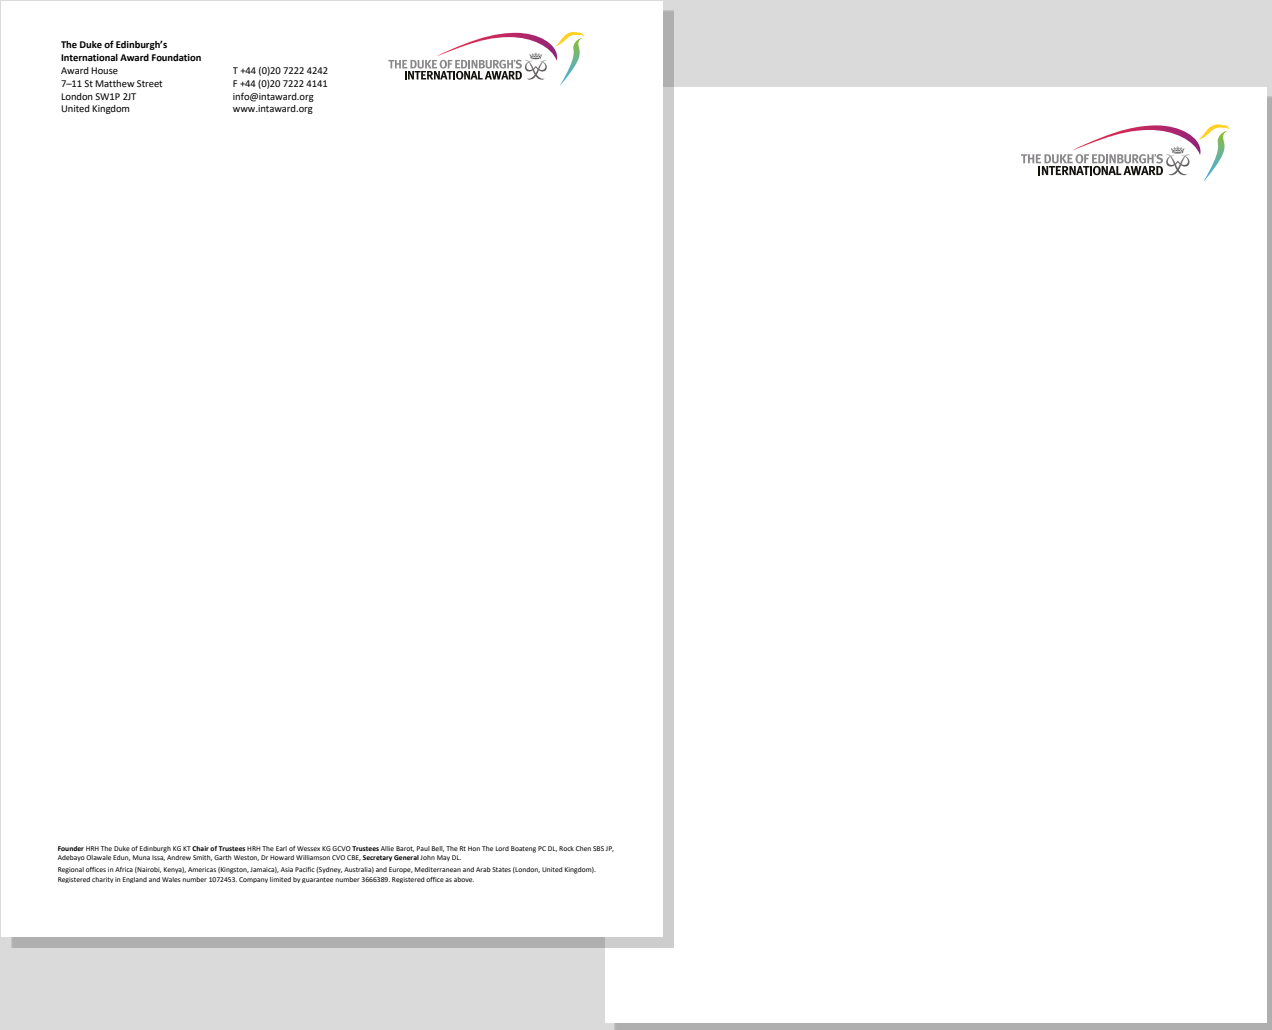 The Duke of Edinburgh’s
International Award Foundation
Award House
7–11 St Matthew Street
London SW1P 2JT
United Kingdom
T +44 (0)20 7222 4242
F +44 (0)20 7222 4141
info@intaward.org
www.intaward.org
THE DUKE OF EDINBURGH'S
INTERNATIONAL AWARD
THE DUKE OF EDINBURGH'S
INTERNATIONAL AWARD
Founder HRH The Duke of Edinburgh KG KT Chair of Trustees HRH The Earl of Wessex KG GCVO Trustees Allie Barot, Paul Bell, The Rt Hon The Lord Boateng PC DL, Rock Chen SBS JP,
Adebayo Olawale Edun, Muna Issa, Andrew Smith, Garth Weston, Dr Howard Williamson CVO CBE, Secretary General John May DL.
Regional offices in Africa (Nairobi, Kenya), Americas (Kingston, Jamaica), Asia Pacific (Sydney, Australia) and Europe, Mediterranean and Arab States (London, United Kingdom).
Registered charity in England and Wales number 1072453. Company limited by guarantee number 3666389. Registered office as above.